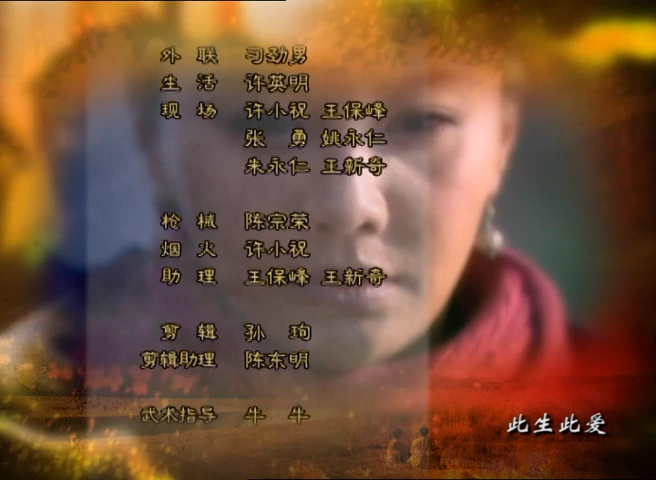 外 联 刁劲男
生 活 许英明
现 场 许小祝 王保峰
张 勇 姚永仁
朱永仁 王新奇
枪 械 陈宗荣
烟 火 许小祝
助 理 王保峰 王新奇
剪 辑 孙 珣
剪辑助理 陈东明
武术指导 牛 牛
此生此爱